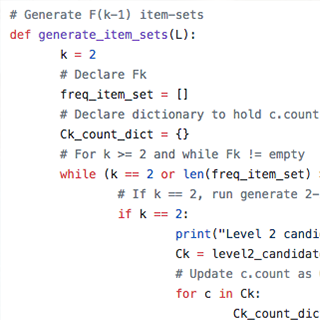 # Generate F(k-1) item-sets
def generate_item_sets(L):
k = 2
# Declare Fk
freq_item_set = []
# Declare dictionary to hold c.count
Ck_count_dict = {}
# For k >= 2 and while Fk != empty
while (k == 2 or len(freq_item_set)
# If k == 2, run generate 2-
if k == 2:
print("Level 2 candi
Ck = level2_candidat
# Update c.count as
for c in Ck:
Ck_count_dic